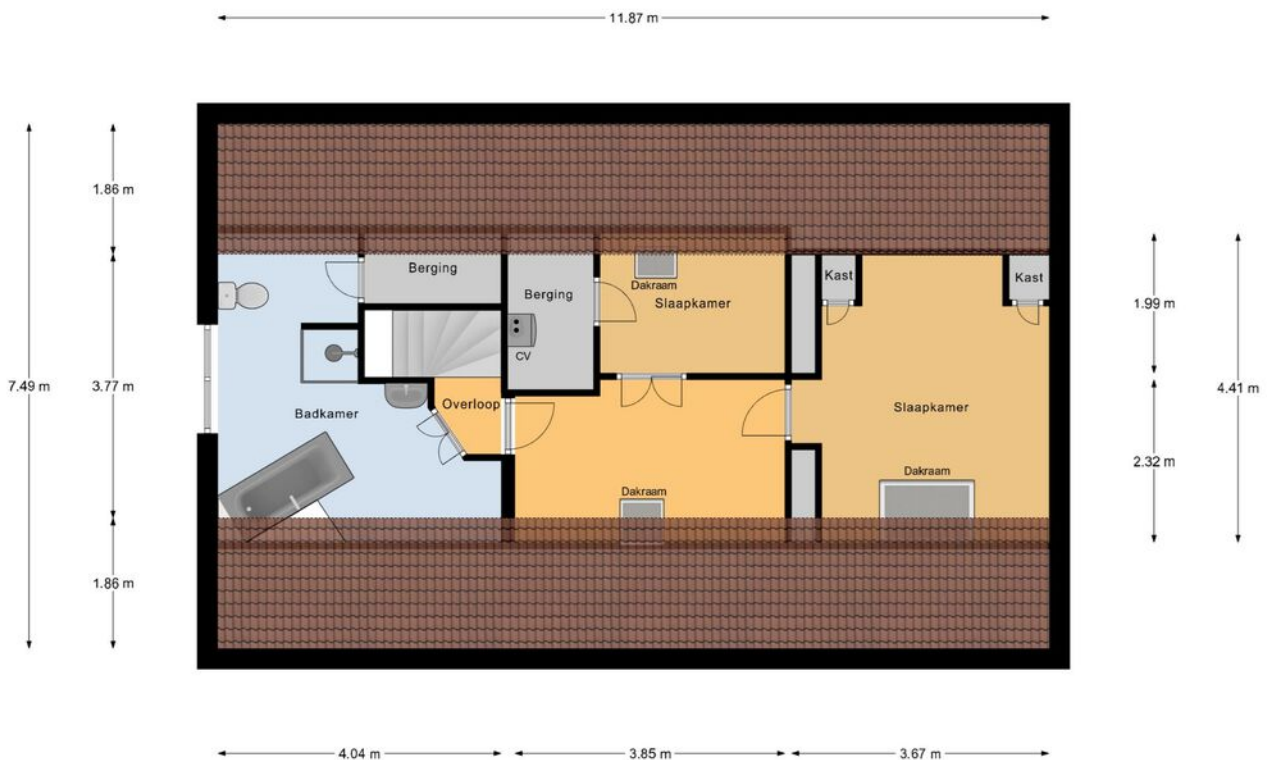 11.87 m
1.86 m
Berging
Kast
Kast
Berging
Dakraam
Slaapkamer
1.99 m
CV
7.49 m
3.77 m
4.41 m
Overloop
Slaapkamer
Badkamer
2.32 m
Dakraam
Dakraam
1.86 m
4.04 m
3.85 m
3.67 m